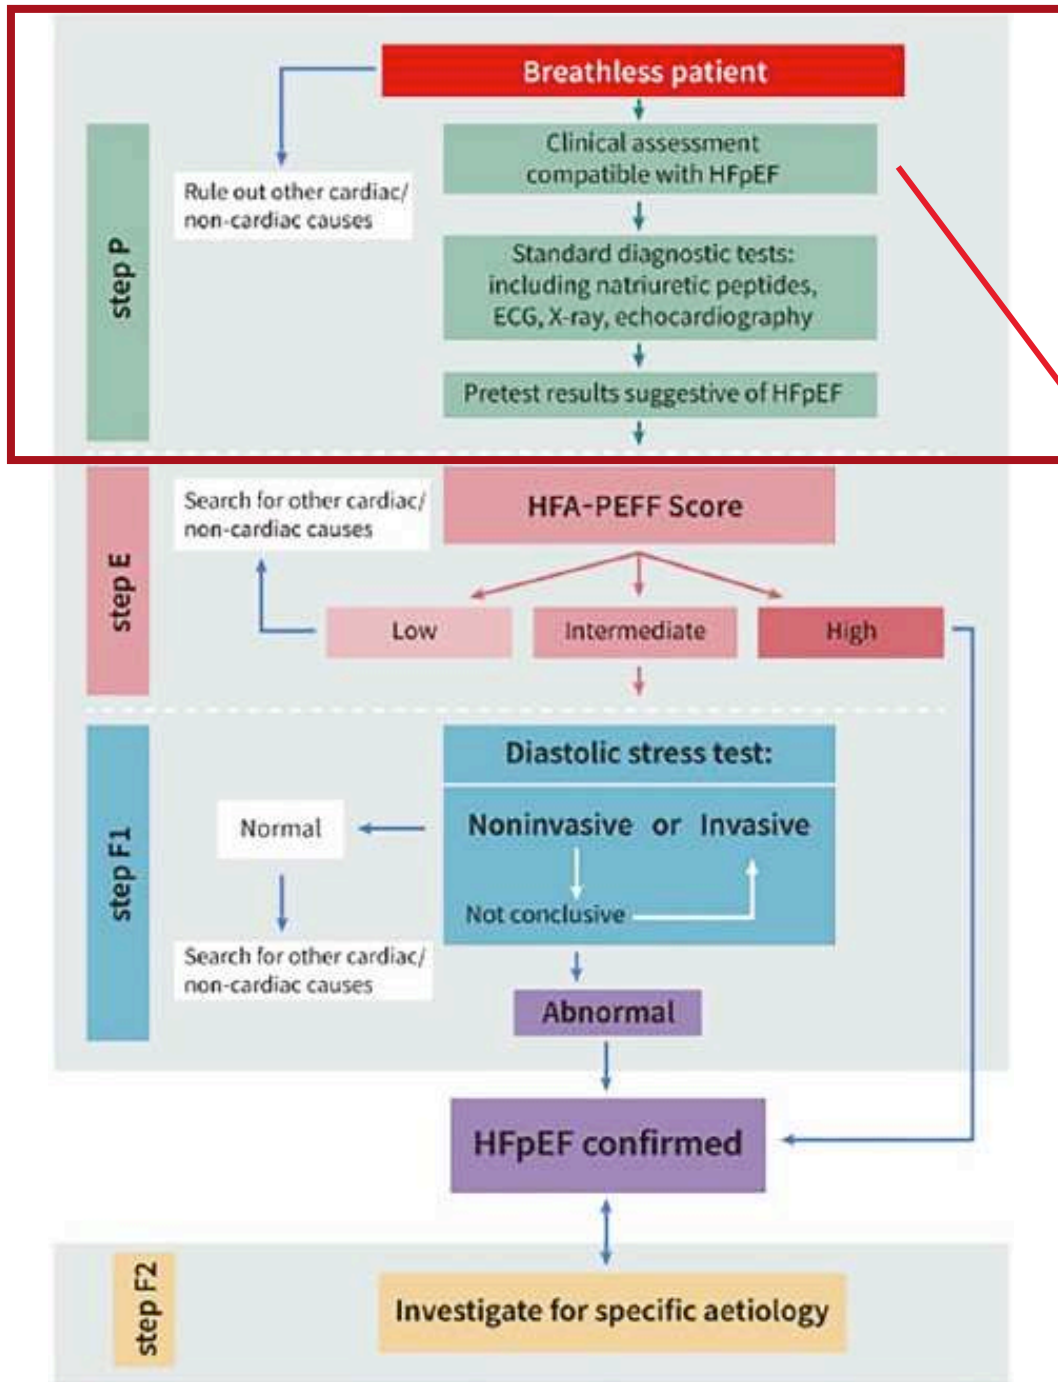 Breathless patient
step P
Rule out other cardiac/
non-cardiac causes
Clinical assessment
compatible with HFpEF
Standard diagnostic tests:
including natriuretic peptides,
ECG, X-ray, echocardiography
Pretest results suggestive of HFpEF
step E
Search for other cardiac/
non-cardiac causes
HFA-PEFF Score
Low
Intermediate
High
step F1
Diastolic stress test:
Normal
Noninvasive or Invasive
Not conclusive
Search for other cardiac/
non-cardiac causes
Abnormal
HFpEF confirmed
step F2
Investigate for specific aetiology